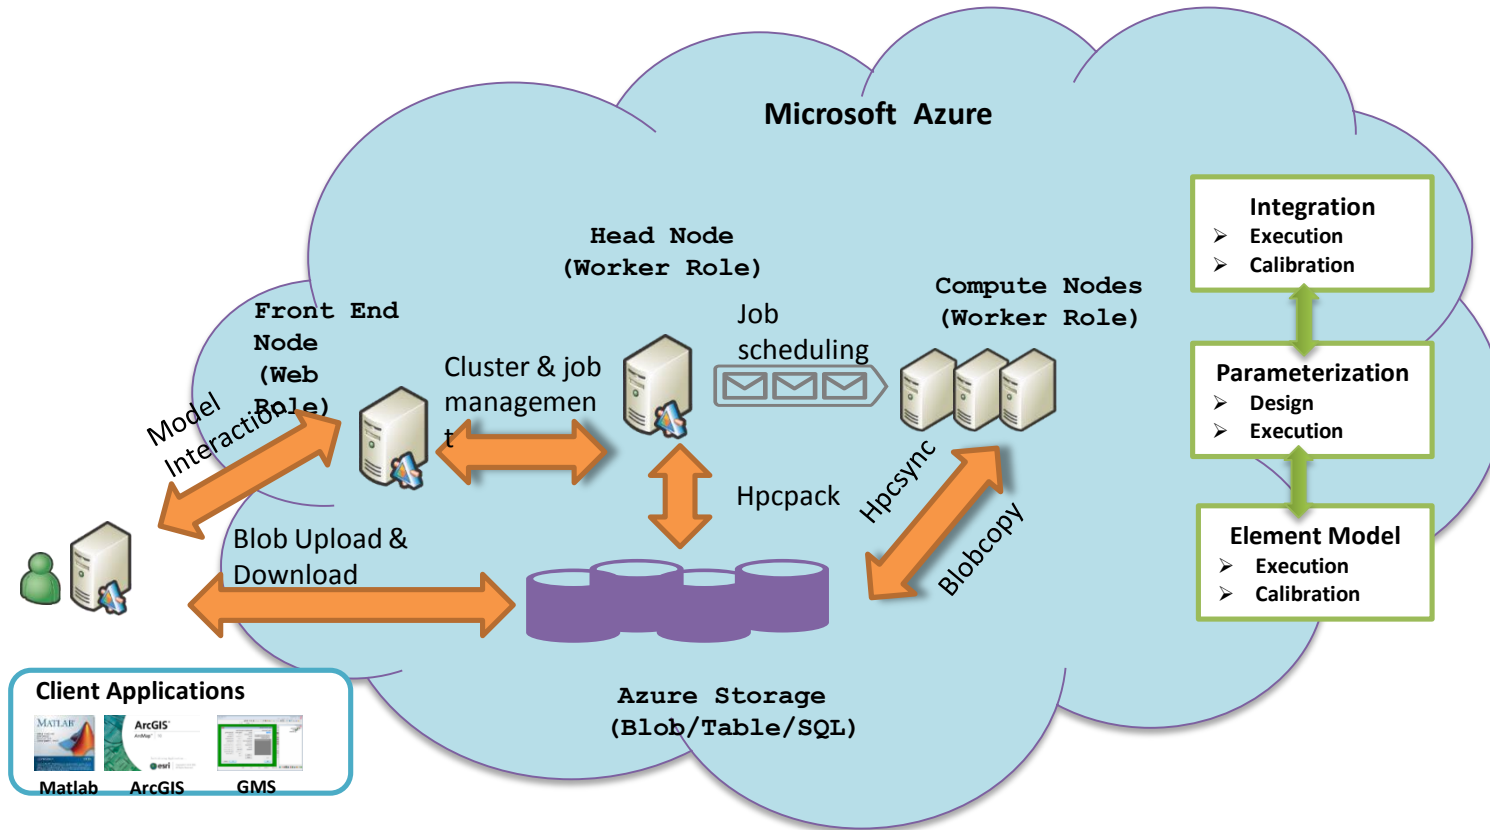 Microsoft Azure
Integration
➢ Execution
➢ Calibration
Head Node
(Worker Role)
Compute Nodes
(Worker Role)
Front End
Node
(Web
Role)
Job
scheduling
Cluster & job
managemen
t
Parameterization
➢ Design
➢ Execution
Model
Interaction
Hpcpack
Hpcsync
Blobcopy
Blob Upload &
Download
Element Model
➢ Execution
➢ Calibration
Azure Storage
(Blob/Table/SQL)
Client Applications
MATLAB
ArcGIS
ArcMap
esri
Matlab
ArcGIS
GMS